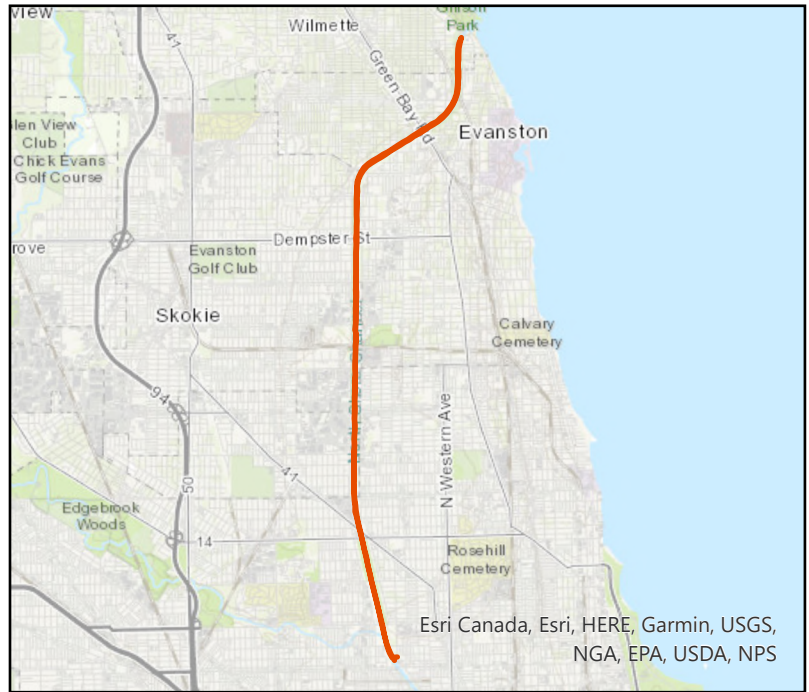 view
41
Wilmette
Gillson
Park
Green Bay Rd
Evanston
len View
Club
Chick Evans
Golf Course
rove
Dempster St
Evanston
Golf Club
Skokie
Calvary
Cemetery
94
N Western Ave
41
50
Edgebrook
Woods
14
Rosehill
Cemetery
Esri Canada, Esri, HERE, Garmin, USGS,
NGA, EPA, USDA, NPS